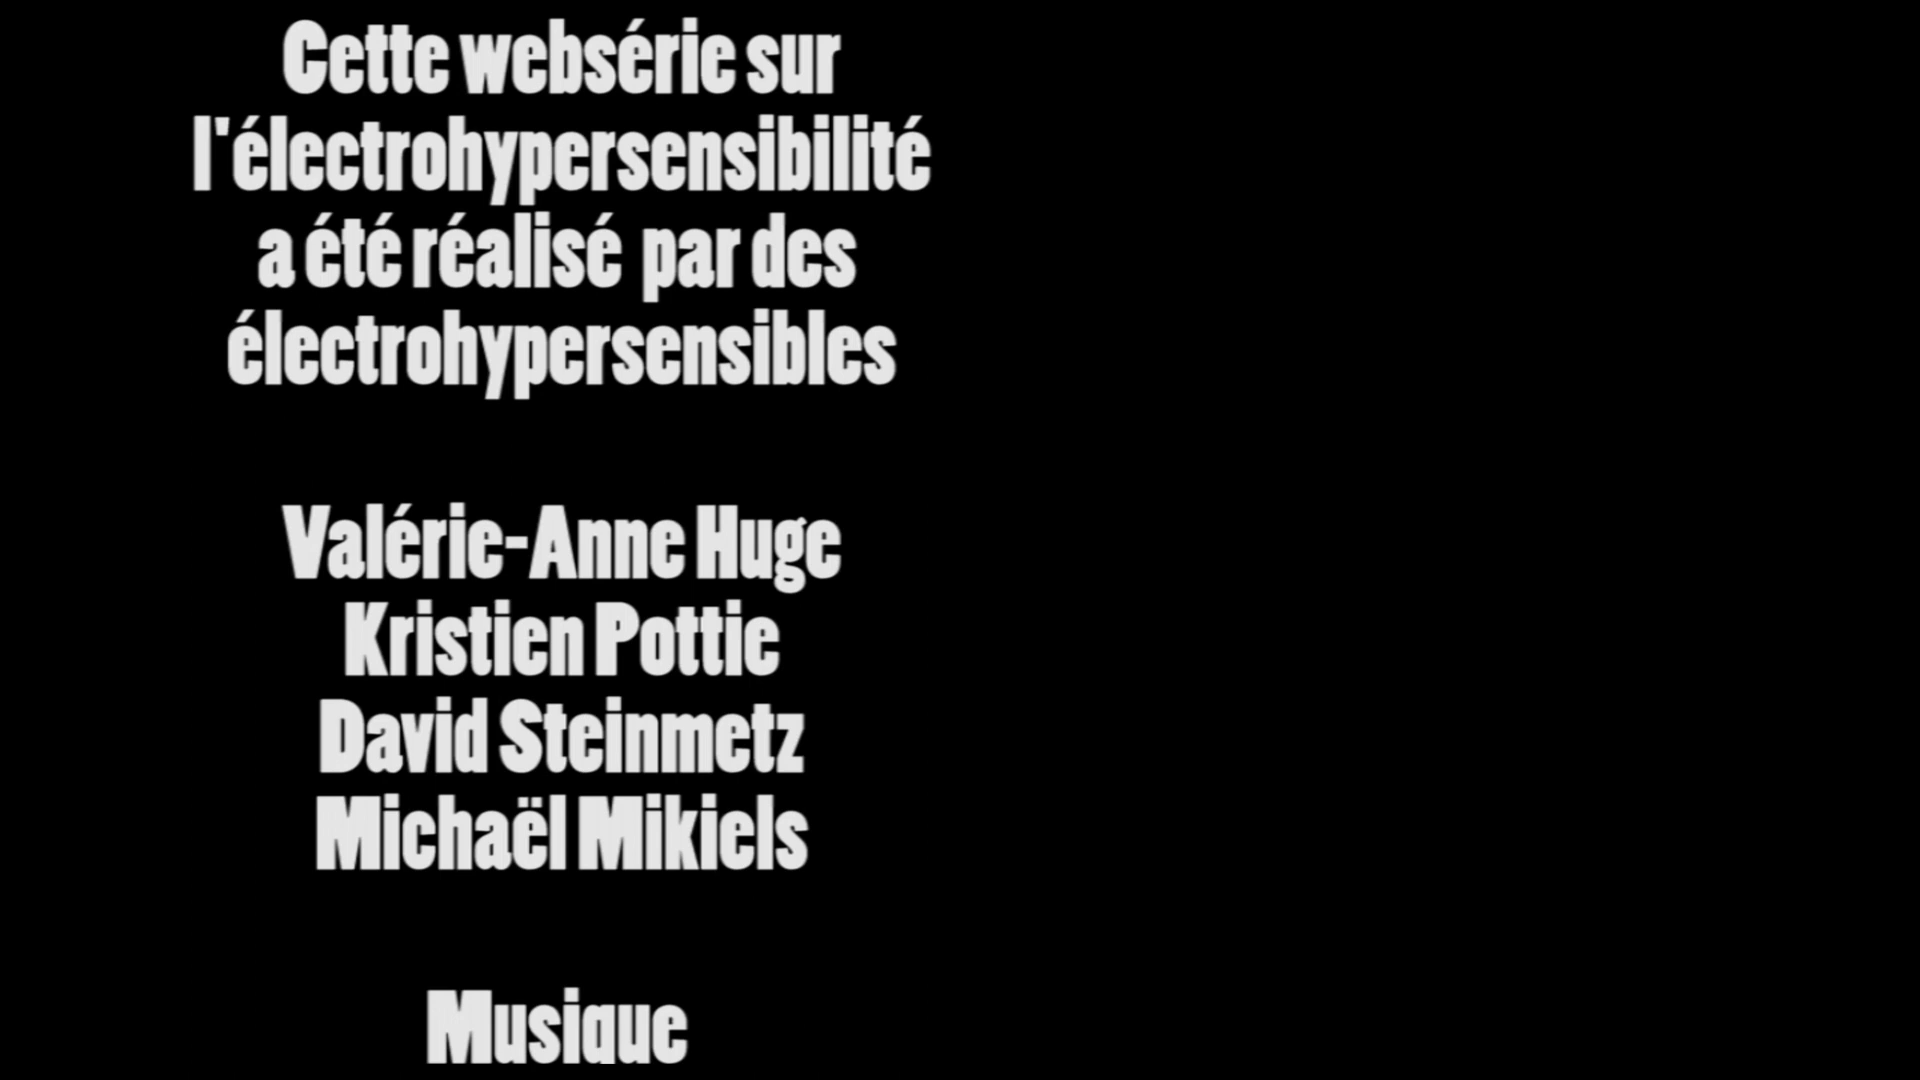 Cette websérie sur
l'électrohypersensibilité
a été réalisé par des
électrohypersensibles
Valérie-Anne Huge
Kristien Pottie
David Steinmetz
Michaël Mikiels
Musique